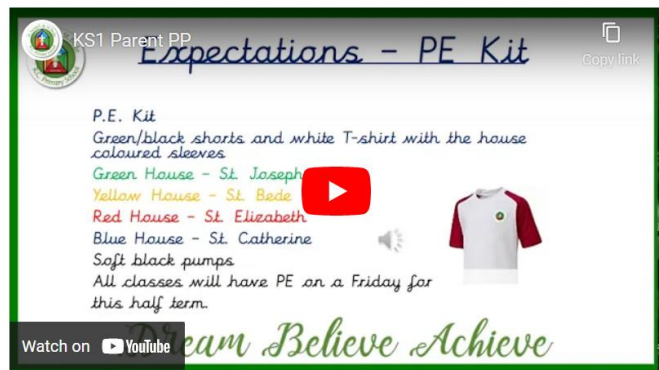 KS1 Parent PP
Copy link
Expectations – PE Kit
P.E. Kit
Green/black shorts and white T-shirt with the house
coloured sleeves
Green House – St. Joseph
Yellow House – St. Bede
Red House – St. Elizabeth
Blue House – St. Catherine
Soft black pumps
All classes will have PE on a Friday for
this half term.
Dream Believe Achieve
Watch on YouTube